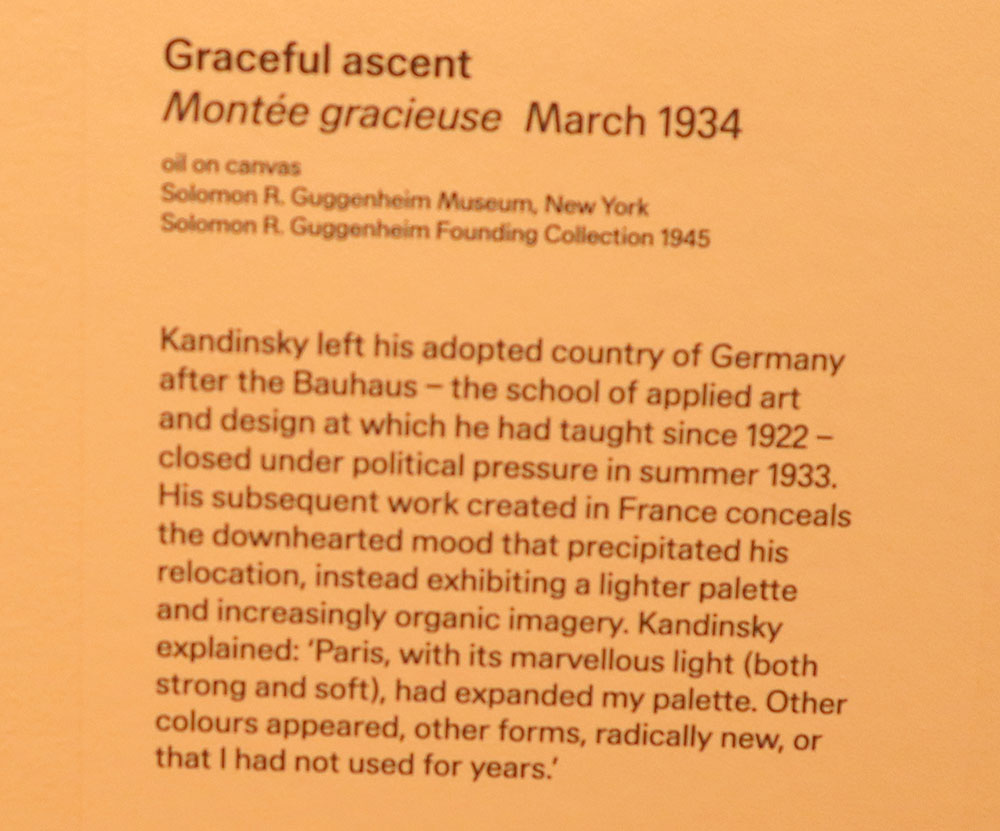 Graceful ascent
Montée gracieuse March 1934
oil on canvas
Solomon R. Guggenheim Museum, New York
Solomon R. Guggenheim Founding Collection 1945
Kandinsky left his adopted country of Germany
after the Bauhaus – the school of applied art
and design at which he had taught since 1922 –
closed under political pressure in summer 1933.
His subsequent work created in France conceals
the downhearted mood that precipitated his
relocation, instead exhibiting a lighter palette
and increasingly organic imagery. Kandinsky
explained: ‘Paris, with its marvellous light (both
strong and soft), had expanded my palette. Other
colours appeared, other forms, radically new, or
that I had not used for years.’